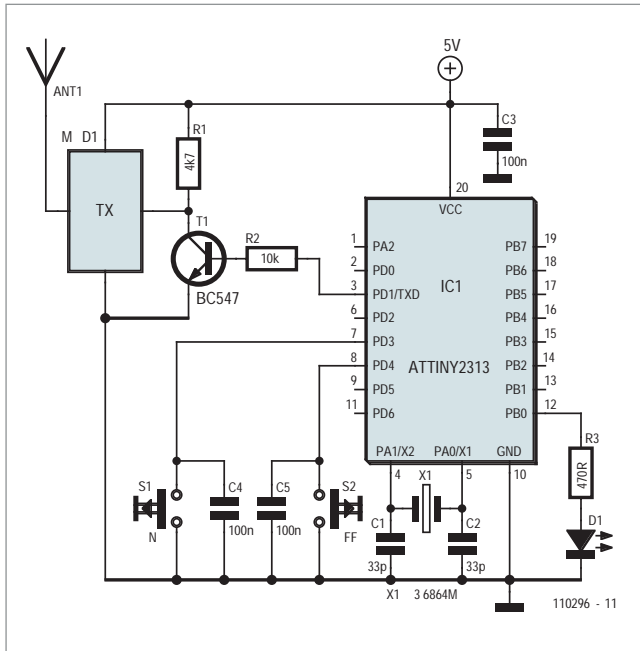 5V
ANT1
C3
100n
R1
4k7
M D1
TX
20
VCC
T1
BC547
R2
10k
IC1
ATTINY2313
1 PA2
2 PD0
3 PD1/TXD
6 PD2
7 PD3
8 PD4
9 PD5
11 PD6
PB7 19
PB6 18
PB5 17
PB4 16
PB3 15
PB2 14
PB1 13
PB0 12
PA1/X2 PA0/X1 GND
4 5 10
R3
470R
D1
S1
N
C4
100n
C5
100n
S2
FF
X1
C1
33p
C2
33p
X1 3 6864M
110296 - 11